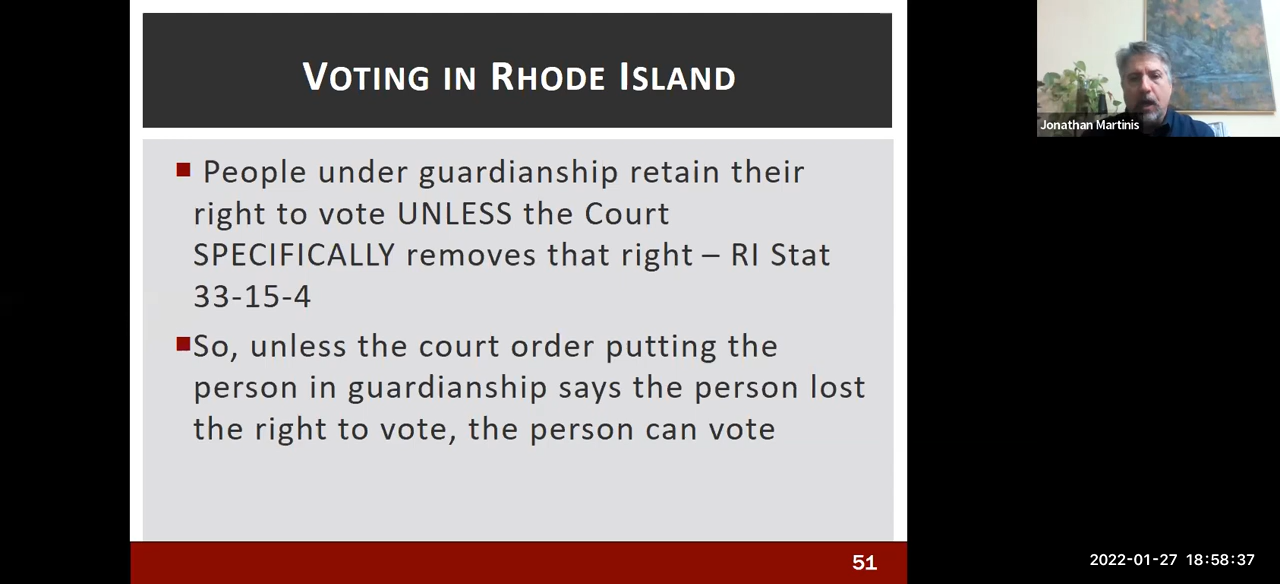 VOTING IN RHODE ISLAND
Jonathan Martinis
■ People under guardianship retain their
right to vote UNLESS the Court
SPECIFICALLY removes that right – RI Stat
33-15-4
■So, unless the court order putting the
person in guardianship says the person lost
the right to vote, the person can vote
51
2022-01-27 18:58:37